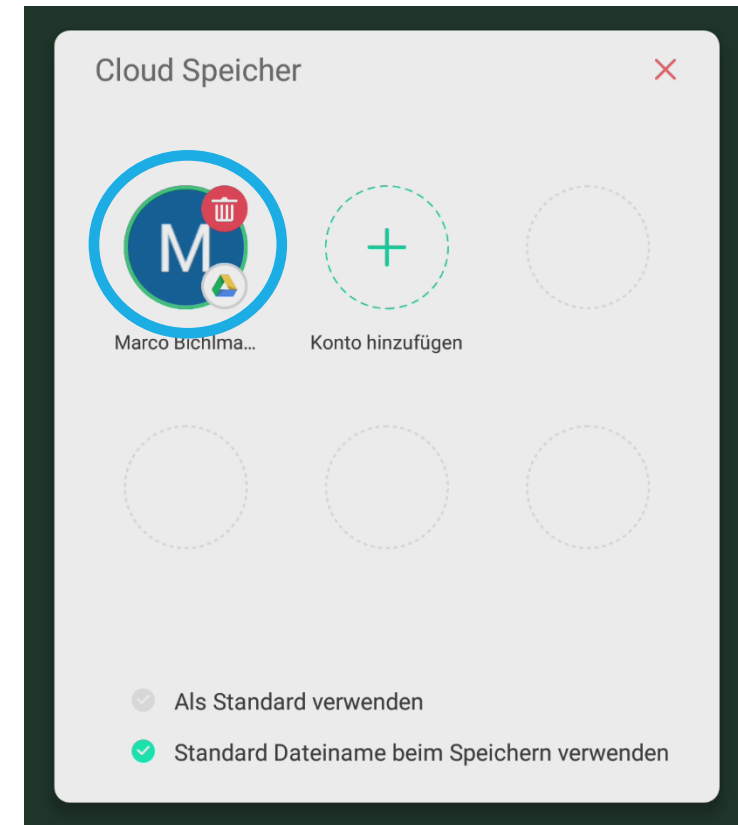 Cloud Speicher
M
Marco Bichlma...
Konto hinzufügen
Als Standard verwenden
Standard Dateiname beim Speichern verwenden